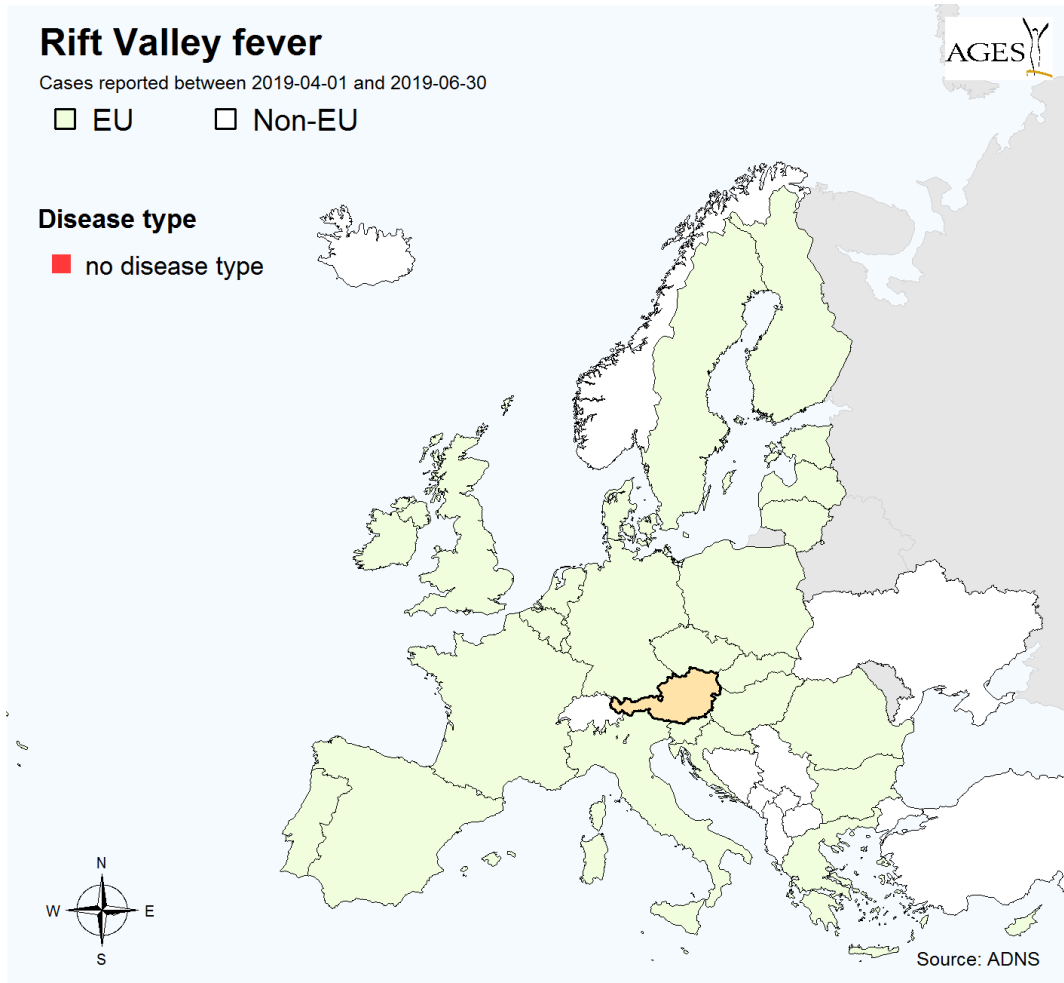 Rift Valley fever
AGES
Cases reported between 2019-04-01 and 2019-06-30
EU
Non-EU
Disease type
no disease type
N
W
E
S
Source: ADNS